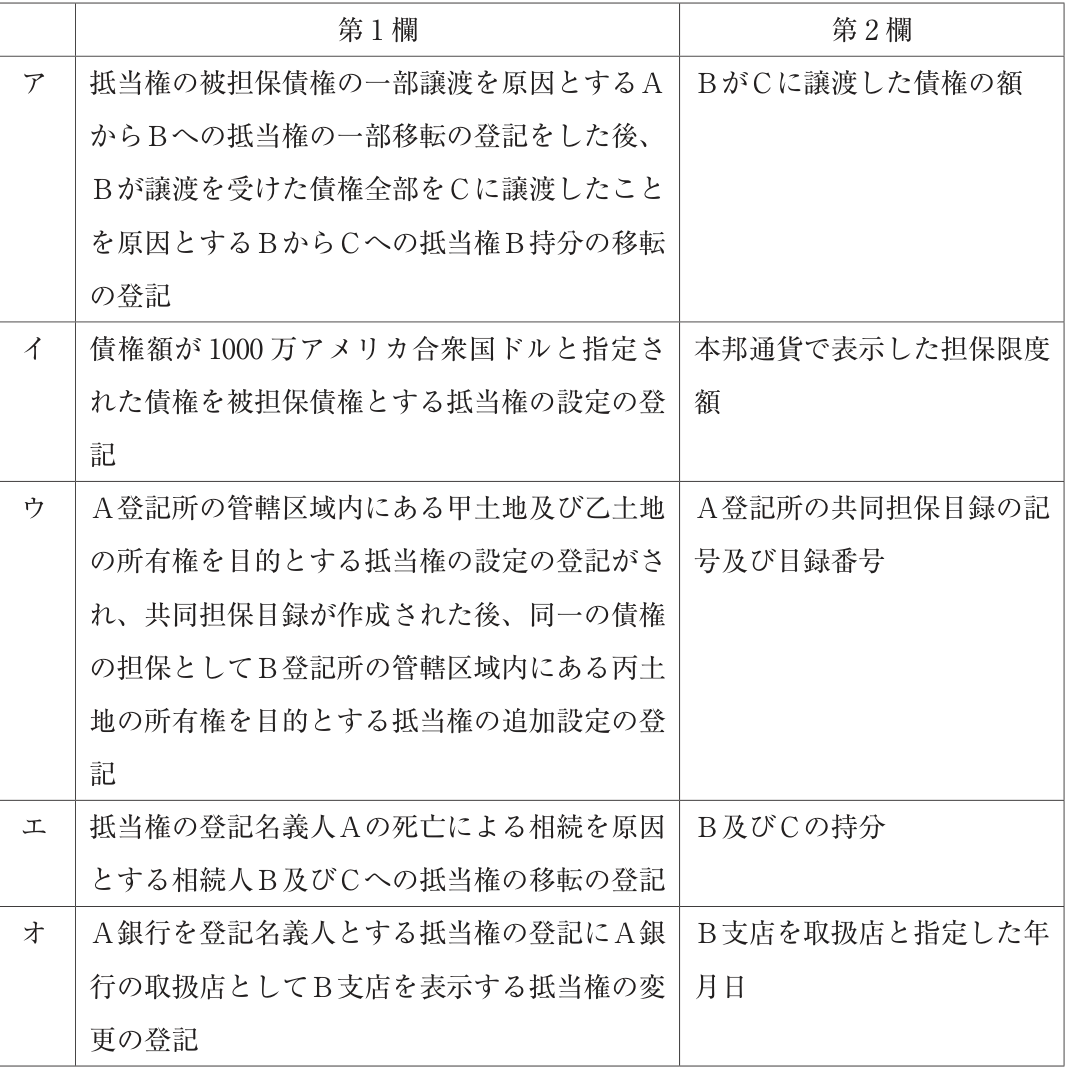 第1欄
第2欄
ア
抵当権の被担保債権の一部譲渡を原因とするA
からBへの抵当権の一部移転の登記をした後、
Bが譲渡を受けた債権全部をCに譲渡したこと
を原因とするBからCへの抵当権B持分の移転
の登記
BがCに譲渡した債権の額
イ
債権額が1000万アメリカ合衆国ドルと指定さ
れた債権を被担保債権とする抵当権の設定の登
記
本邦通貨で表示した担保限度
額
ウ
A登記所の管轄区域内にある甲土地及び乙土地
の所有権を目的とする抵当権の設定の登記がさ
れ、共同担保目録が作成された後、同一の債権
の担保としてB登記所の管轄区域内にある丙土
地の所有権を目的とする抵当権の追加設定の登
記
A登記所の共同担保目録の記
号及び目録番号
エ
抵当権の登記名義人Aの死亡による相続を原因
とする相続人B及びCへの抵当権の移転の登記
B及びCの持分
オ
A銀行を登記名義人とする抵当権の登記にA銀
行の取扱店としてB支店を表示する抵当権の変
更の登記
B支店を取扱店と指定した年
月日